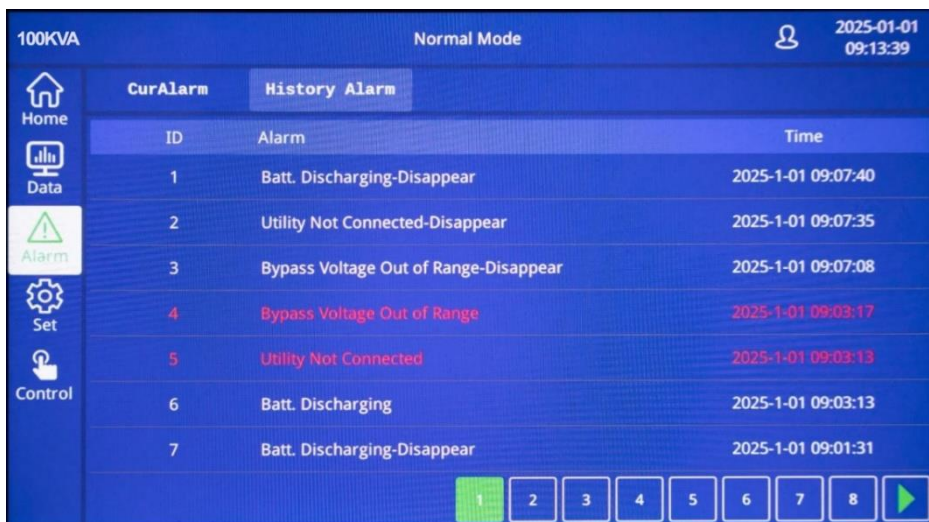 100KVA Normal Mode 2025-01-01
09:13:39
Home
Data
Alarm
Set
Control
CurAlarm History Alarm
ID Alarm Time
1 Batt. Discharging-Disappear 2025-1-01 09:07:40
2 Utility Not Connected-Disappear 2025-1-01 09:07:35
3 Bypass Voltage Out of Range-Disappear 2025-1-01 09:07:08
4 Bypass Voltage Out of Range 2025-1-01 09:03:17
5 Utility Not Connected 2025-1-01 09:03:13
6 Batt. Discharging 2025-1-01 09:03:13
7 Batt. Discharging-Disappear 2025-1-01 09:01:31
1 2 3 4 5 6 7 8